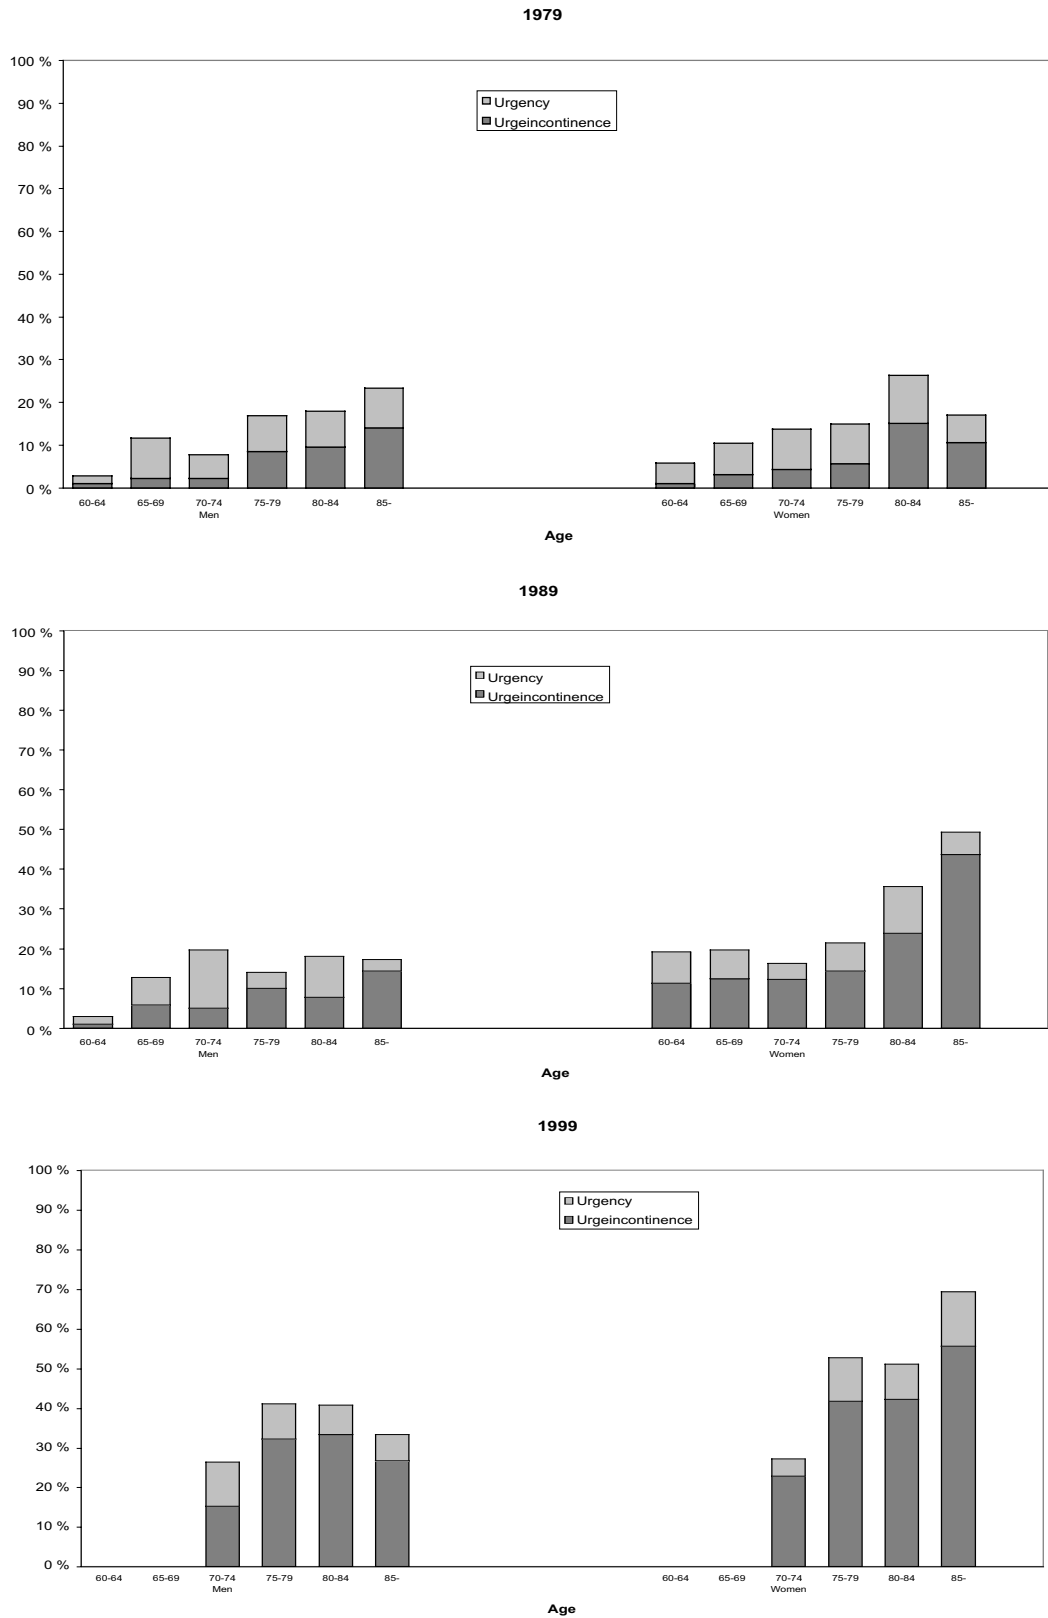 1979
100 %
90 %
80 %
70 %
60 %
50 %
40 %
30 %
20 %
10 %
0 %
Urgency
Urgeincontinence
60-64 65-69 70-74 75-79 80-84 85- 60-64 65-69 70-74 75-79 80-84 85-
Men Women
Age
1989
100 %
90 %
80 %
70 %
60 %
50 %
40 %
30 %
20 %
10 %
0 %
Urgency
Urgeincontinence
60-64 65-69 70-74 75-79 80-84 85- 60-64 65-69 70-74 75-79 80-84 85-
Men Women
Age
1999
100 %
90 %
80 %
70 %
60 %
50 %
40 %
30 %
20 %
10 %
0 %
Urgency
Urgeincontinence
60-64 65-69 70-74 75-79 80-84 85- 60-64 65-69 70-74 75-79 80-84 85-
Men Women
Age